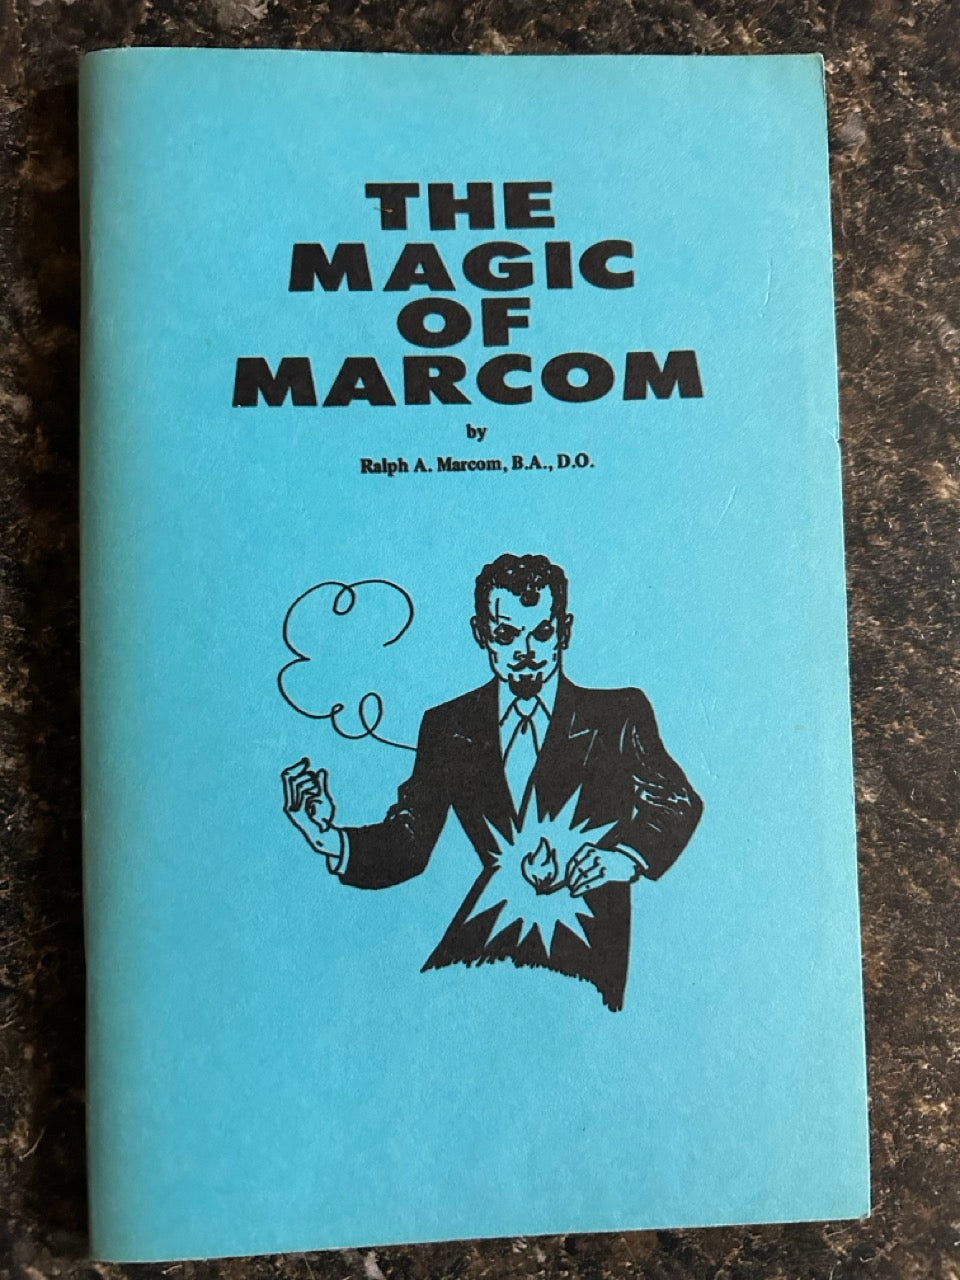 THE
MAGIC
OF
MARCOM
by
Ralph A. Marcom, B.A., D.O.